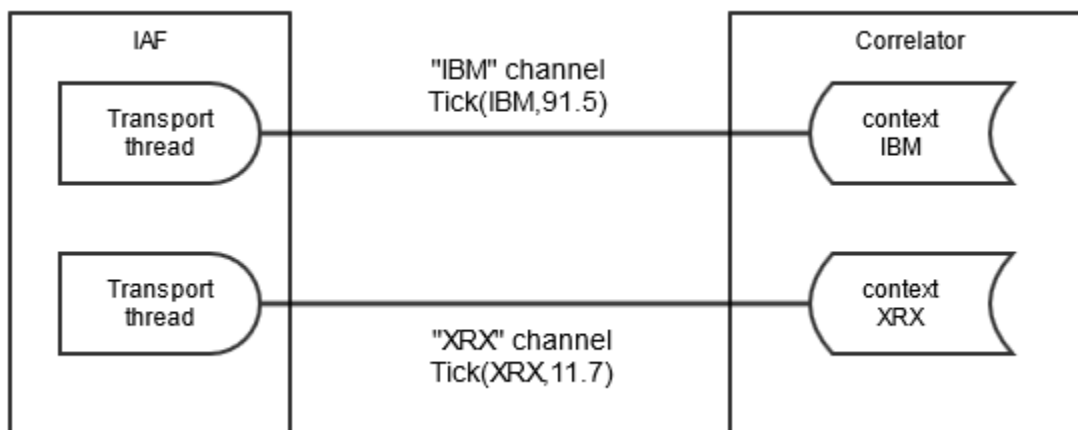 IAF
Correlator
"IBM" channel
Tick(IBM,91.5)
Transport
thread
context
IBM
Transport
thread
context
XRX
"XRX" channel
Tick(XRX,11.7)